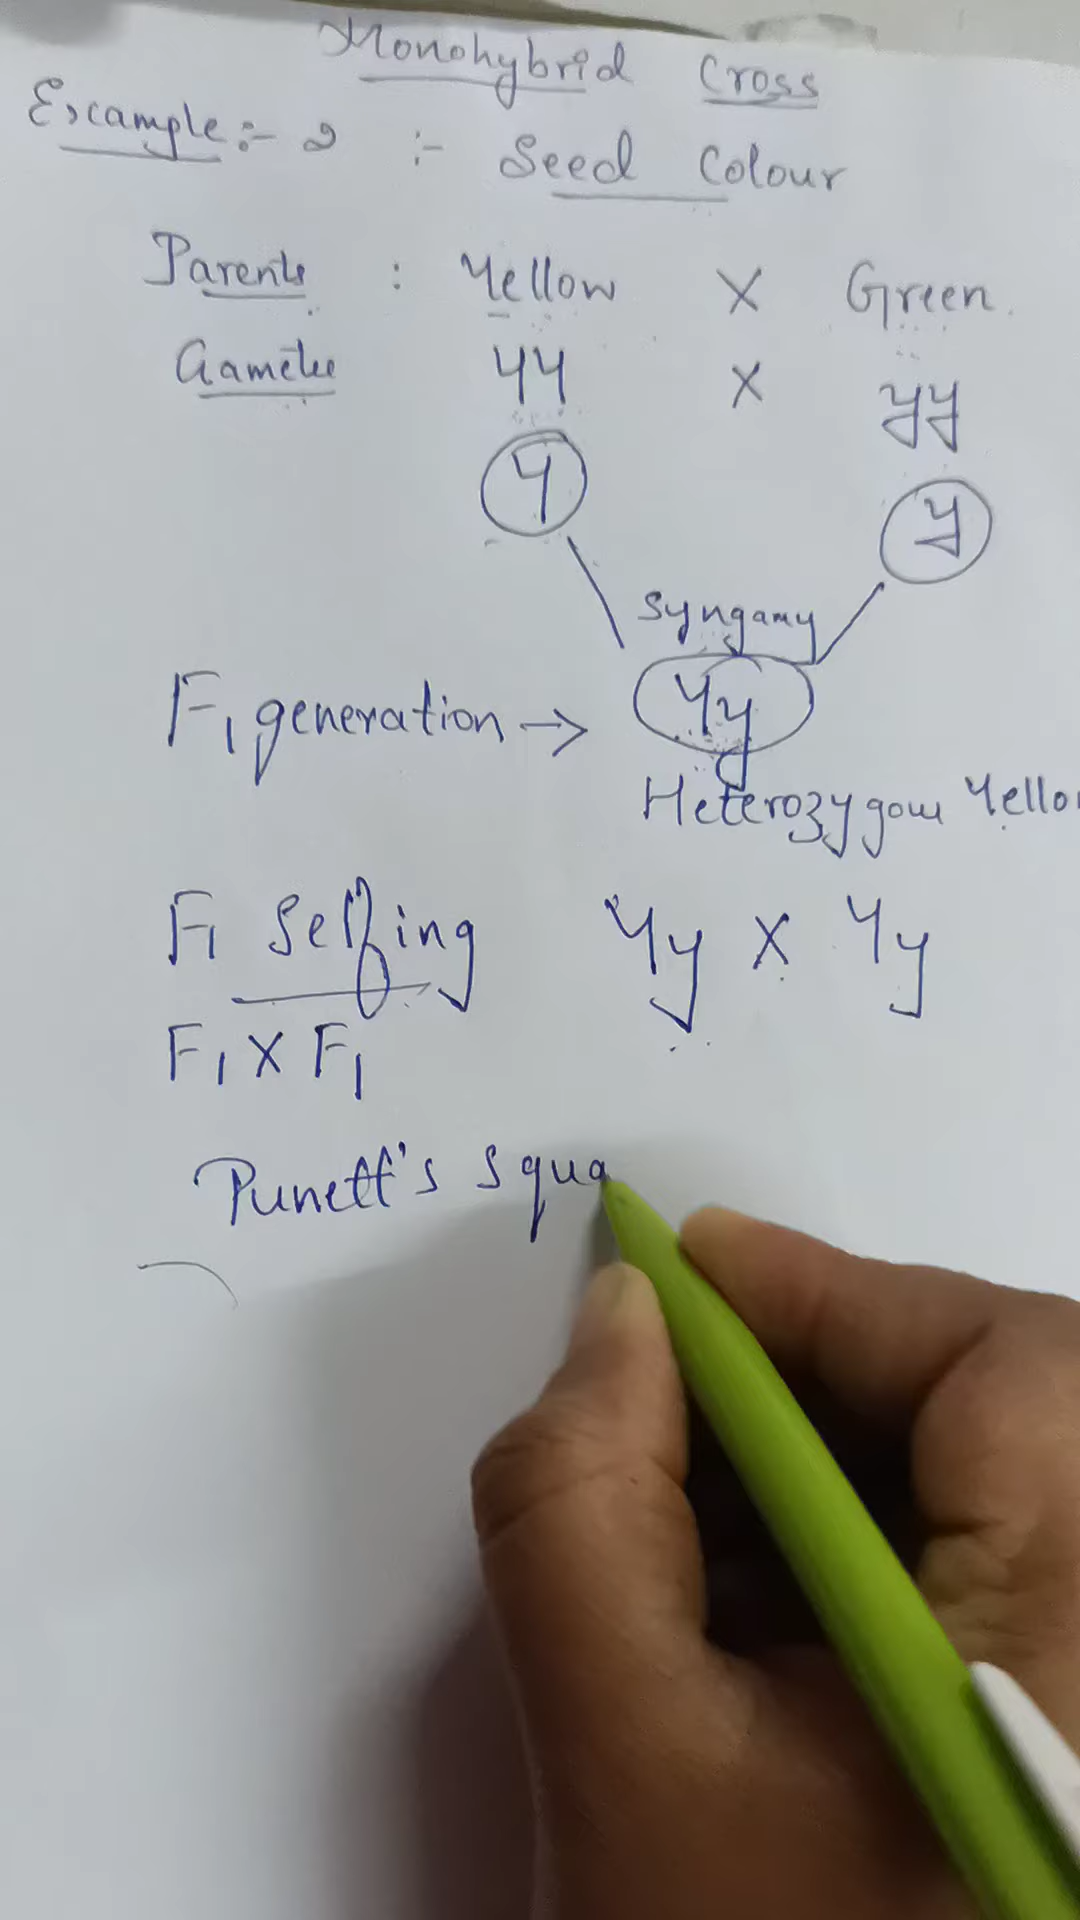 Monohybrid Cross
Example:- 2 :- Seed Colour
Parents : Yellow X Green
Gametes YY X yy
Y y
Syngamy
F1 generation → Yy
Heterozygous Yello
F1 Selfing Yy X Yy
F1 X F1
Punett's squa